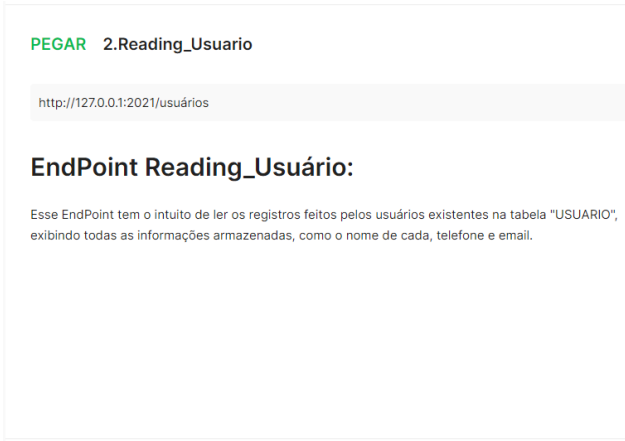 PEGAR 2.Reading_Usuario
http://127.0.0.1:2021/usuários
EndPoint Reading_Usuário:
Esse EndPoint tem o intuito de ler os registros feitos pelos usuários existentes na tabela "USUARIO",
exibindo todas as informações armazenadas, como o nome de cada, telefone e email.